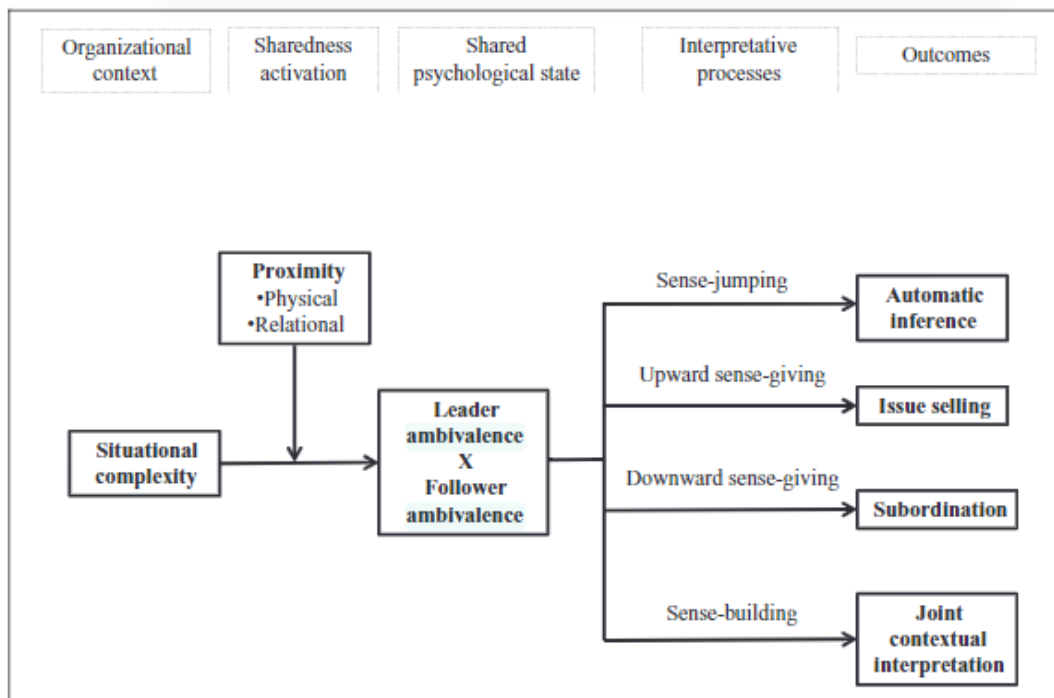 Organizational
context
Sharedness
activation
Shared
psychological state
Interpretative
processes
Outcomes
Proximity
•Physical
•Relational
Situational
complexity
Leader
ambivalence
X
Follower
ambivalence
Sense-jumping
Automatic
inference
Upward sense-giving
Issue selling
Downward sense-giving
Subordination
Sense-building
Joint
contextual
interpretation